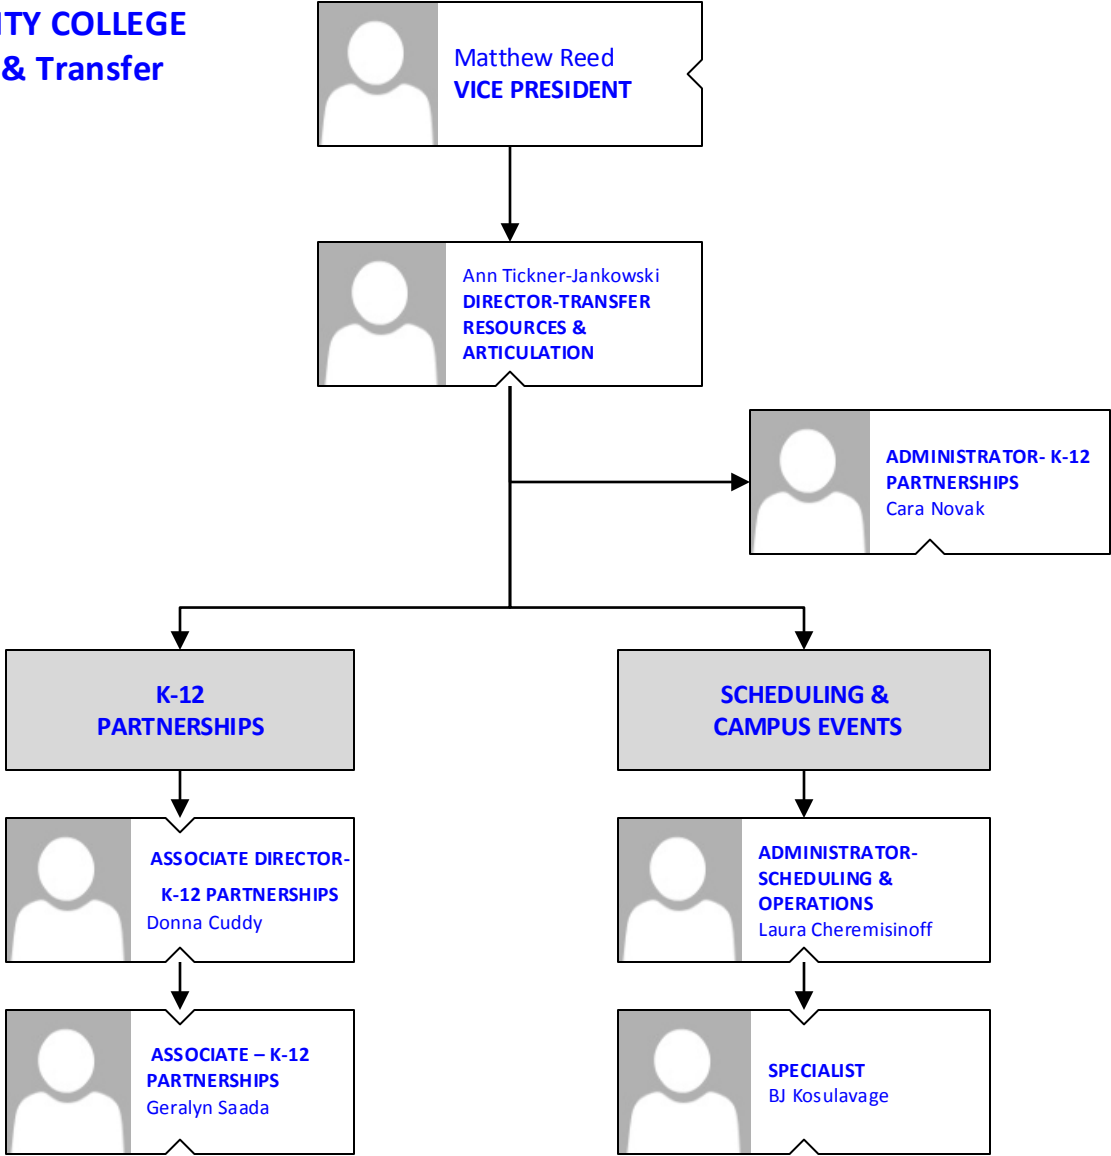 ITY COLLEGE
& Transfer
Matthew Reed
VICE PRESIDENT
Ann Tickner-Jankowski
DIRECTOR-TRANSFER
RESOURCES &
ARTICULATION
ADMINISTRATOR- K-12
PARTNERSHIPS
Cara Novak
K-12
PARTNERSHIPS
SCHEDULING &
CAMPUS EVENTS
ASSOCIATE DIRECTOR-
K-12 PARTNERSHIPS
Donna Cuddy
ADMINISTRATOR-
SCHEDULING &
OPERATIONS
Laura Cheremisinoff
ASSOCIATE – K-12
PARTNERSHIPS
Geralyn Saada
SPECIALIST
BJ Kosulavage